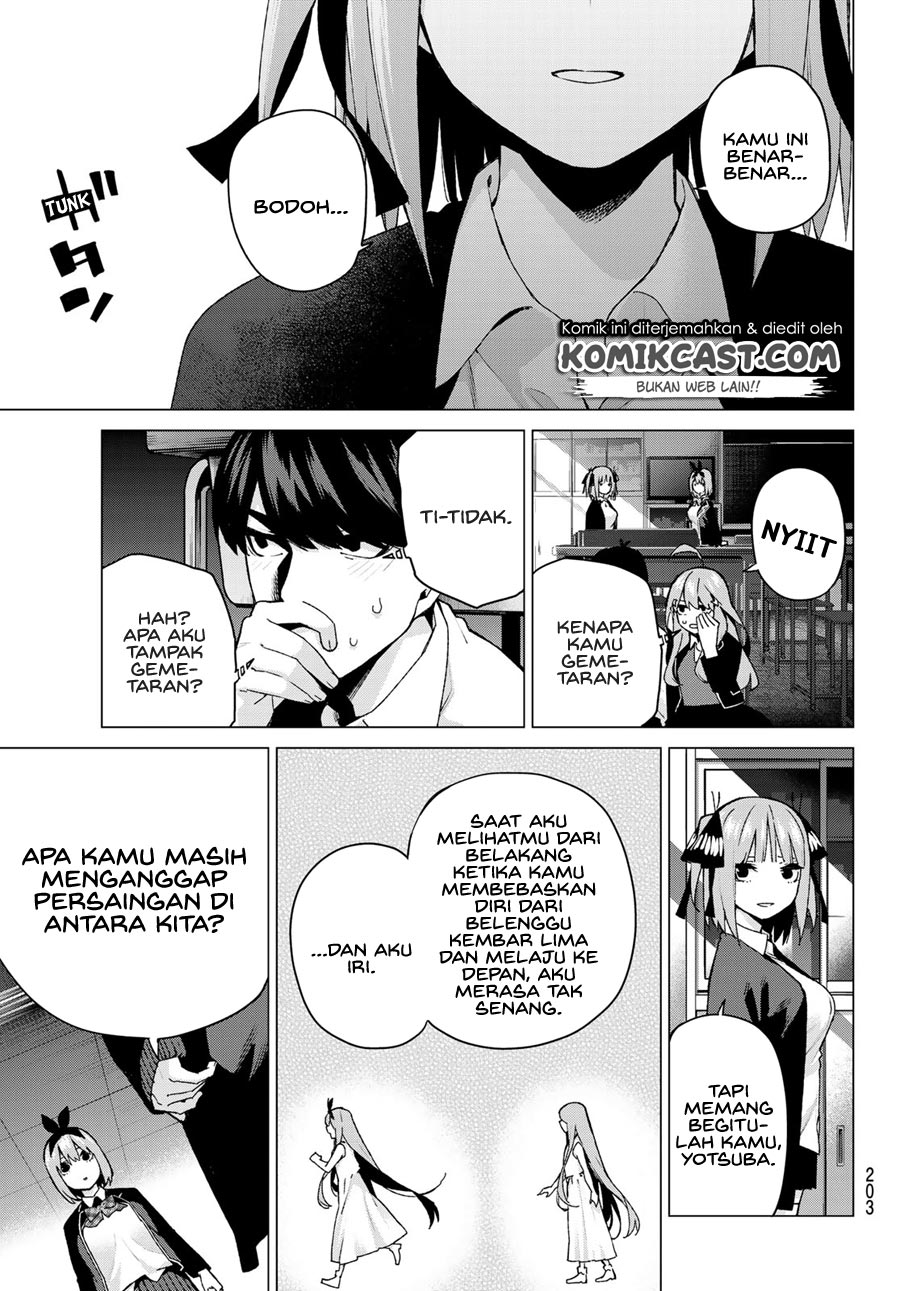 KAMU INI
BENAR-
BENAR...
BODOH...
TUNK
ガタン
Komik ini diterjemahkan & diedit oleh
KOMIKCAST.COM
BUKAN WEB LAIN!!
NYIIT
KENAPA
KAMU
GEME-
TARAN?
TI-TIDAK.
HAH?
APA AKU
TAMPAK
GEME-
TARAN?
TAPI
MEMANG
BEGITU-
LAH KAMU,
YOTSUBA.
SAAT AKU
MELIHATMU DARI
BELAKANG
KETIKA KAMU
MEMBEBASKAN
DIRI DARI
BELENGGU
KEMBAR LIMA
DAN MELAJU KE
DEPAN, AKU
MERASA TAK
SENANG.
...DAN AKU
IRI.
APA KAMU MASIH
MENGANGGAP
PERSAINGAN DI
ANTARA KITA?
203